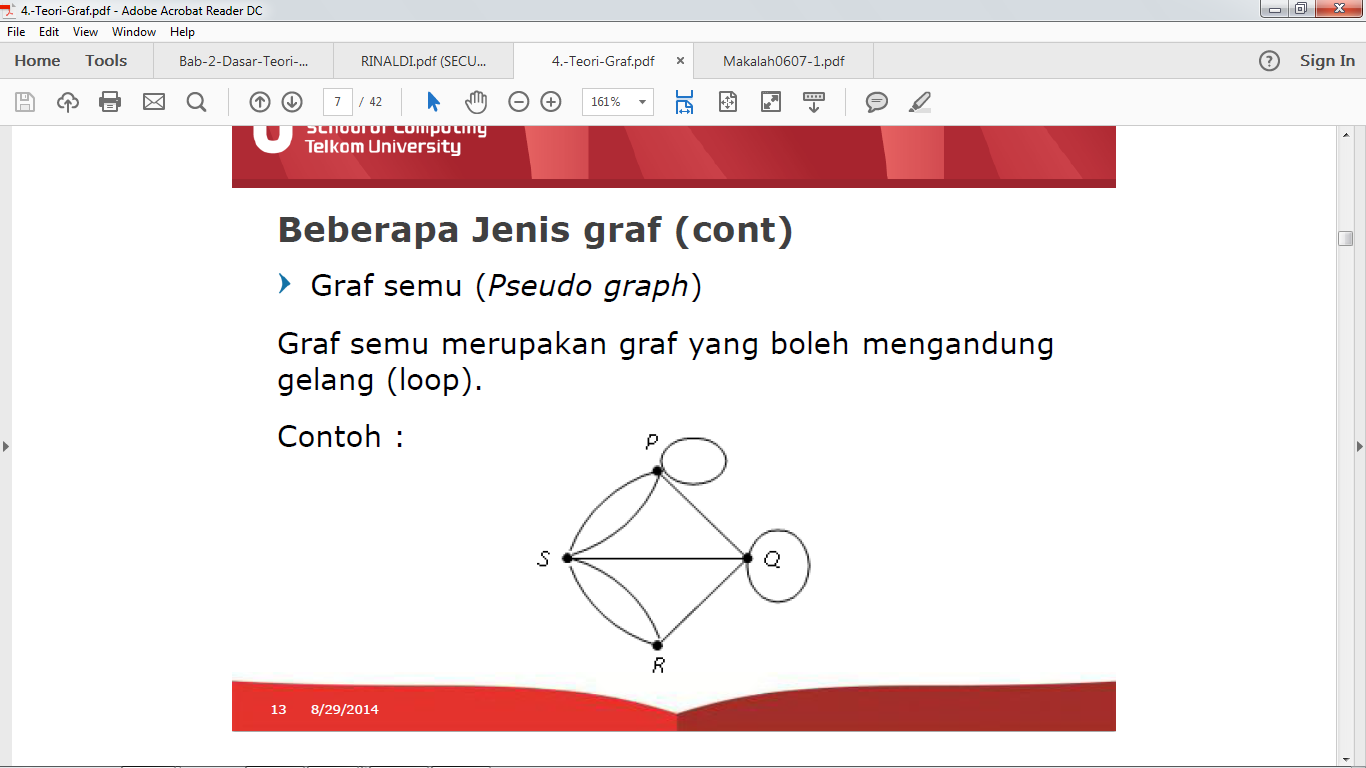 4.-Teori-Graf.pdf - Adobe Acrobat Reader DC
File Edit View Window Help
Home Tools Bab-2-Dasar-Teori-... RINALDI.pdf (SECU... 4.-Teori-Graf.pdf × Makalah0607-1.pdf ? Sign In
7 / 42 161%
School of Computing
Telkom University
Beberapa Jenis graf (cont)
Graf semu (Pseudo graph)
Graf semu merupakan graf yang boleh mengandung
gelang (loop).
Contoh :
P
S
Q
R
13 8/29/2014